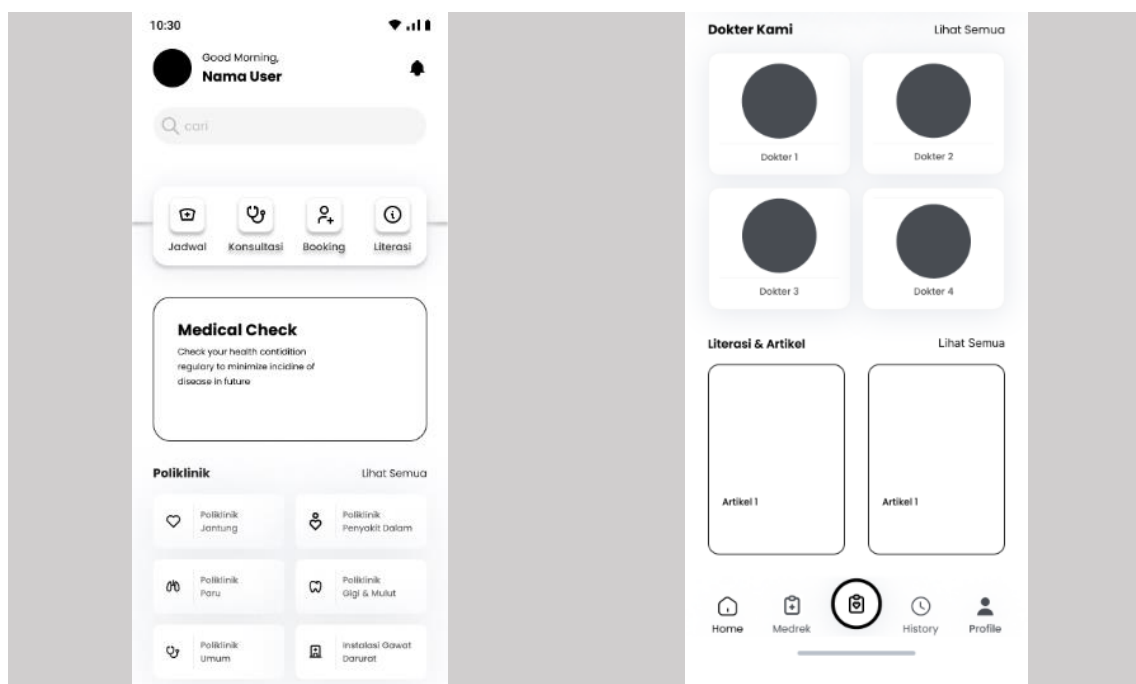 10:30
Good Morning,
Nama User
cari
Jadwal
Konsultasi
Booking
Literasi
Medical Check
Check your health contidition
regulary to minimize incidine of
disease in future
Poliklinik
Lihat Semua
Poliklinik
Jantung
Poliklinik
Penyakit Dalam
Poliklinik
Paru
Poliklinik
Gigi & Mulut
Poliklinik
Umum
Instalasi Gawat
Darurat
Dokter Kami
Lihat Semua
Dokter 1
Dokter 2
Dokter 3
Dokter 4
Literasi & Artikel
Lihat Semua
Artikel 1
Artikel 1
Home
Medrek
History
Profile